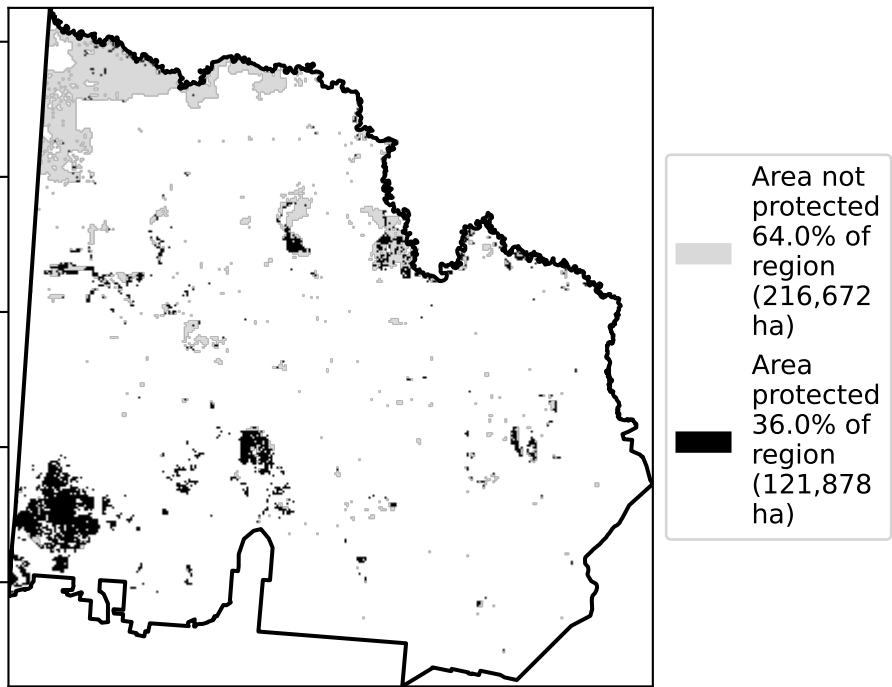 Area not
protected
64.0% of
region
(216,672
ha)
Area
protected
36.0% of
region
(121,878
ha)